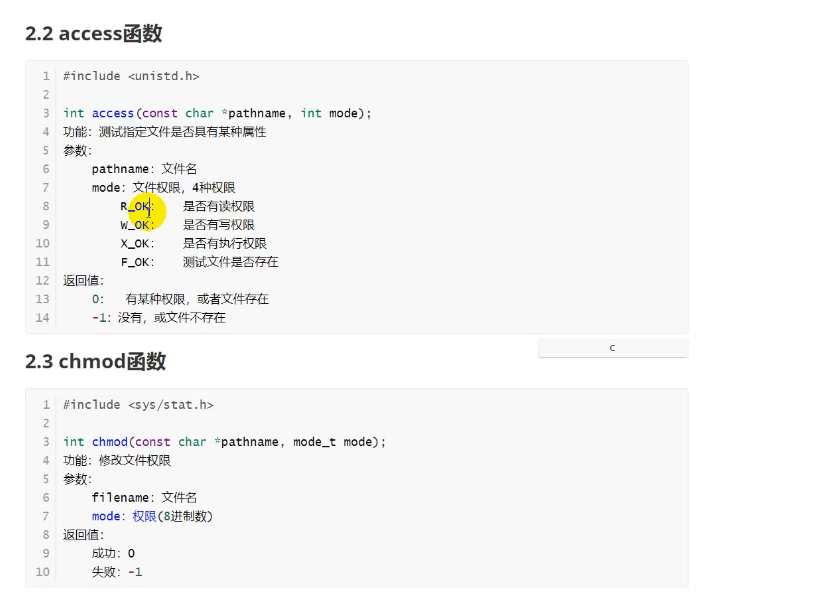 2.2 access函数
1 #include <unistd.h>
2
3 int access(const char *pathname, int mode);
4 功能：测试指定文件是否具有某种属性
5 参数：
6 pathname：文件名
7 mode：文件权限，4种权限
8 R_OK： 是否有读权限
9 W_OK： 是否有写权限
10 X_OK： 是否有执行权限
11 F_OK： 测试文件是否存在
12 返回值：
13 0： 有某种权限，或者文件存在
14 -1：没有，或文件不存在
C
2.3 chmod函数
1 #include <sys/stat.h>
2
3 int chmod(const char *pathname, mode_t mode);
4 功能：修改文件权限
5 参数：
6 filename：文件名
7 mode：权限(8进制数)
8 返回值：
9 成功：0
10 失败：-1